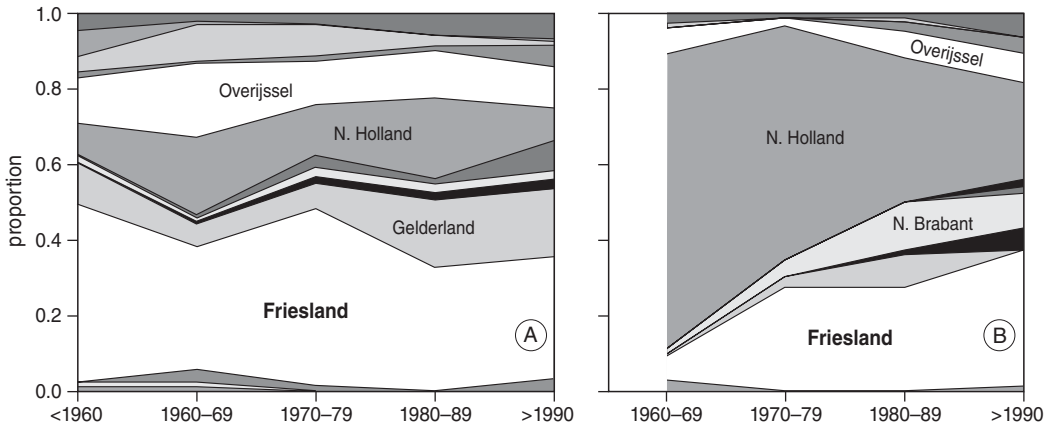 1.0
0.8
0.6
0.4
0.2
0.0
proportion
Overijssel
N. Holland
Gelderland
Friesland
A
<1960
1960–69
1970–79
1980–89
>1990
Overijssel
N. Holland
N. Brabant
Friesland
B
1960–69
1970–79
1980–89
>1990